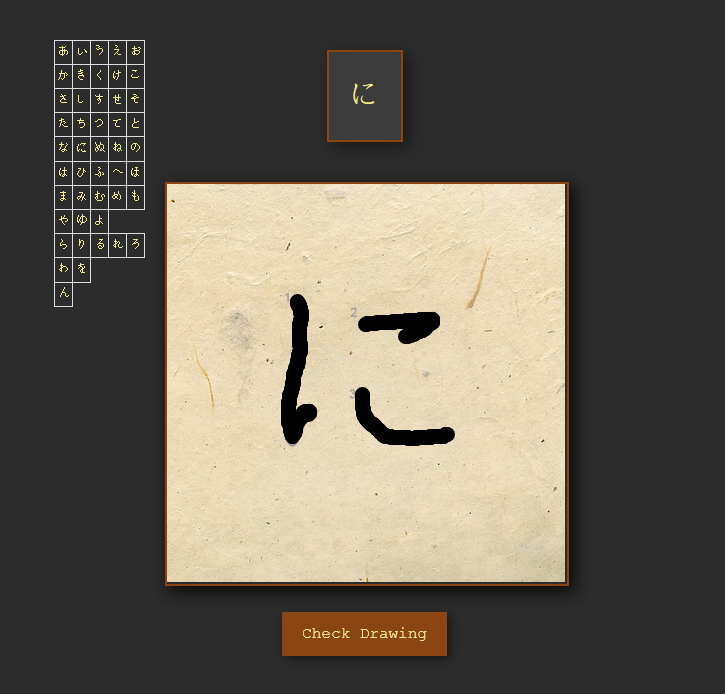 あいうえお
かきくけこ
さしすせそ
たちつてと
なにぬねの
はひふへほ
まみむめも
やゆよ
らりるれろ
わを
ん
に
1 2 3
に
Check Drawing